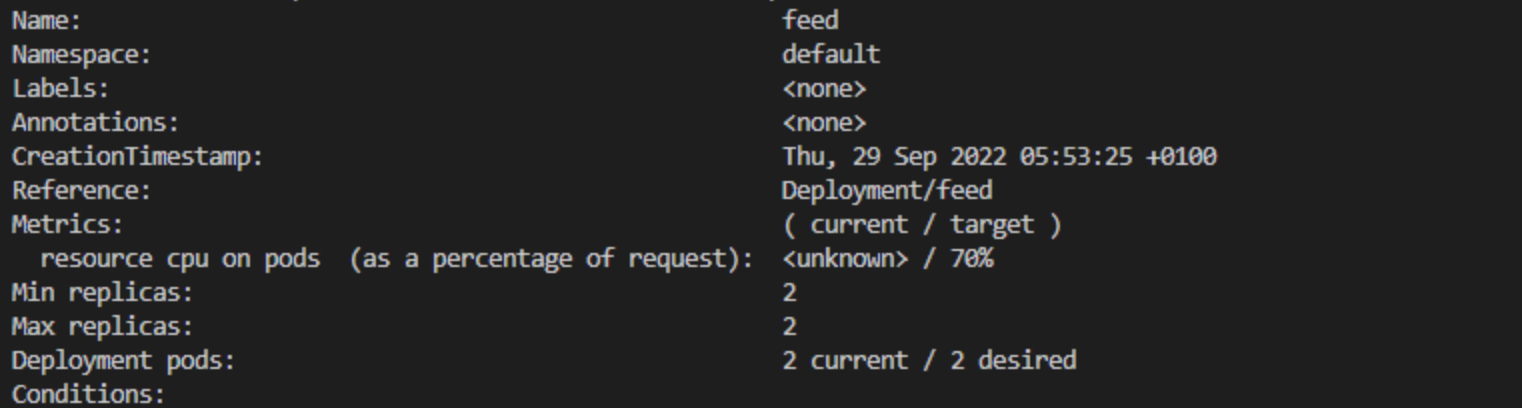 Name: feed
Namespace: default
Labels: <none>
Annotations: <none>
CreationTimestamp: Thu, 29 Sep 2022 05:53:25 +0100
Reference: Deployment/feed
Metrics: ( current / target )
  resource cpu on pods  (as a percentage of request): <unknown> / 70%
Min replicas: 2
Max replicas: 2
Deployment pods: 2 current / 2 desired
Conditions: